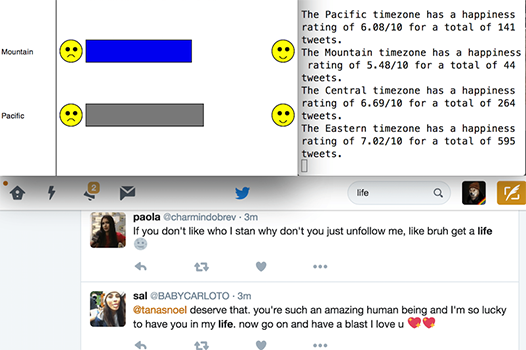 The Pacific timezone has a happiness
rating of 6.08/10 for a total of 141
tweets.
The Mountain timezone has a happiness
rating of 5.48/10 for a total of 44
tweets.
The Central timezone has a happiness
rating of 6.69/10 for a total of 264
tweets.
The Eastern timezone has a happiness
rating of 7.02/10 for a total of 595
tweets.
Mountain
Pacific
2
life
paola @charmindobrev · 3m
If you don't like who I stan why don't you just unfollow me, like bruh get a life
sal @BABYCARLOTO · 3m
@tanasnoel deserve that. you're such an amazing human being and I'm so lucky
to have you in my life. now go on and have a blast I love u 💖💖